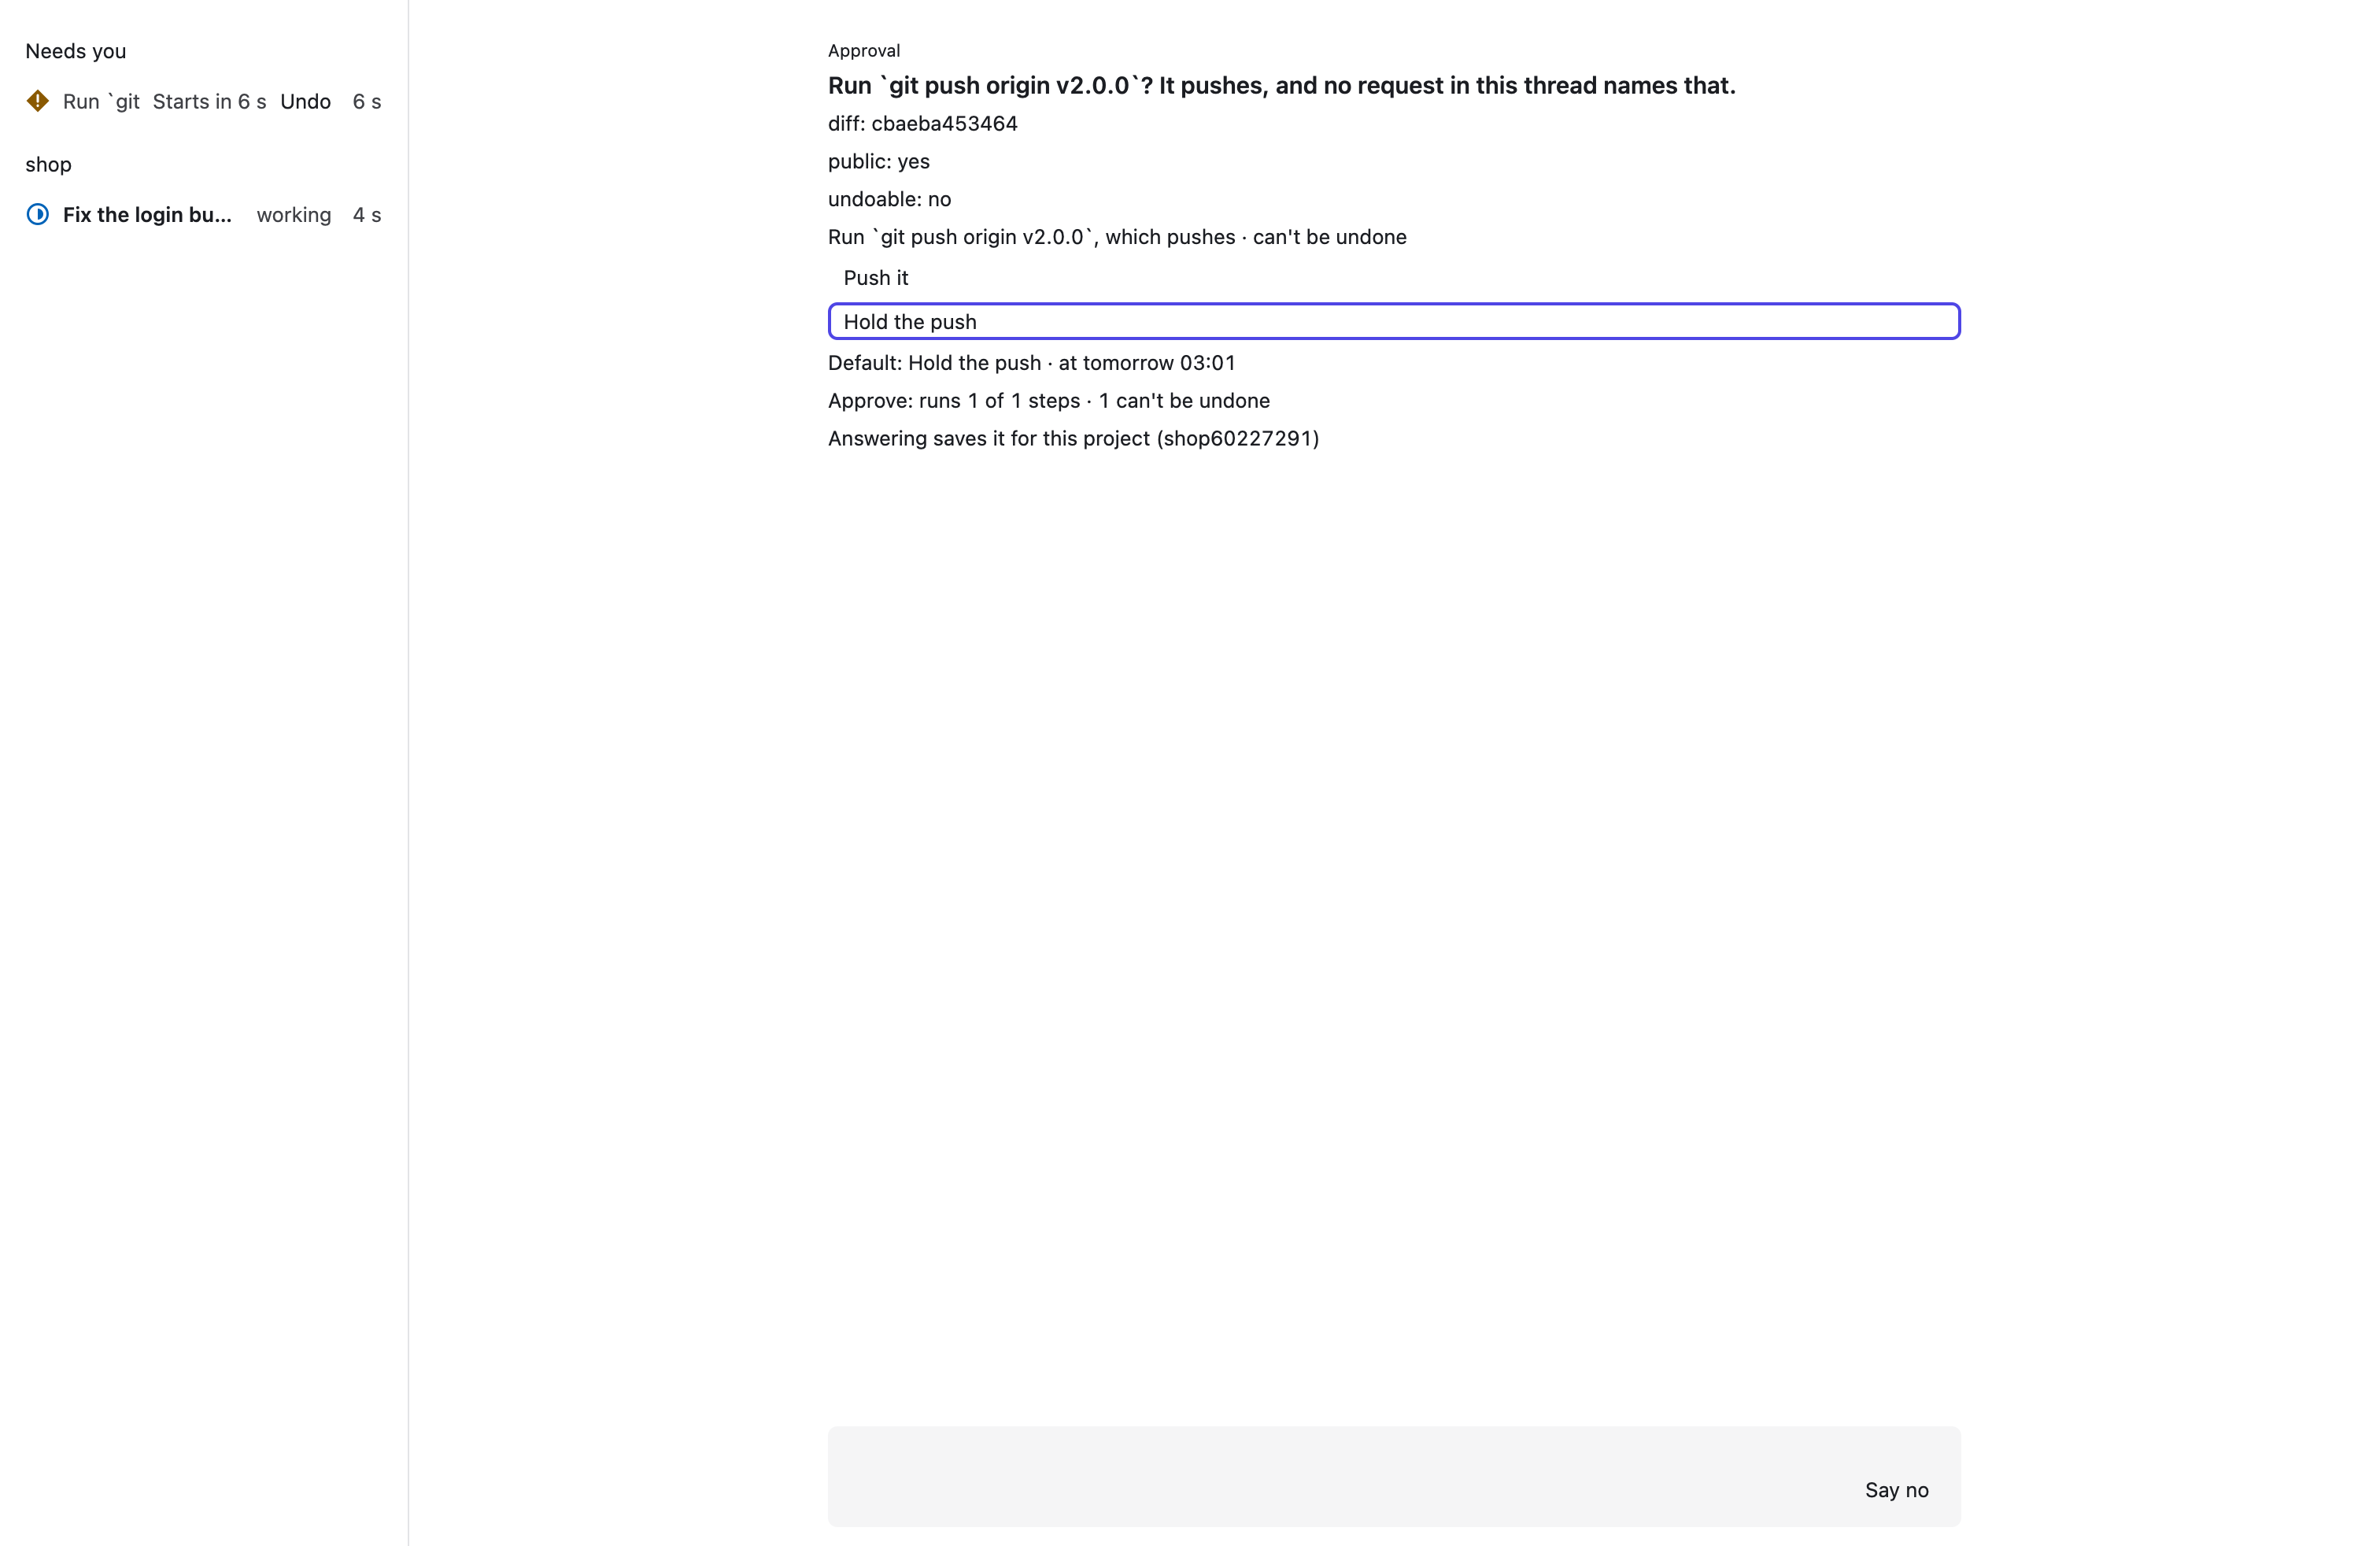 Needs you
Run `git Starts in 6 s Undo 6 s
shop
Fix the login bu... working 4 s
Approval
Run `git push origin v2.0.0`? It pushes, and no request in this thread names that.
diff: cbaeba453464
public: yes
undoable: no
Run `git push origin v2.0.0`, which pushes · can't be undone
Push it
Hold the push
Default: Hold the push · at tomorrow 03:01
Approve: runs 1 of 1 steps · 1 can't be undone
Answering saves it for this project (shop60227291)
Say no